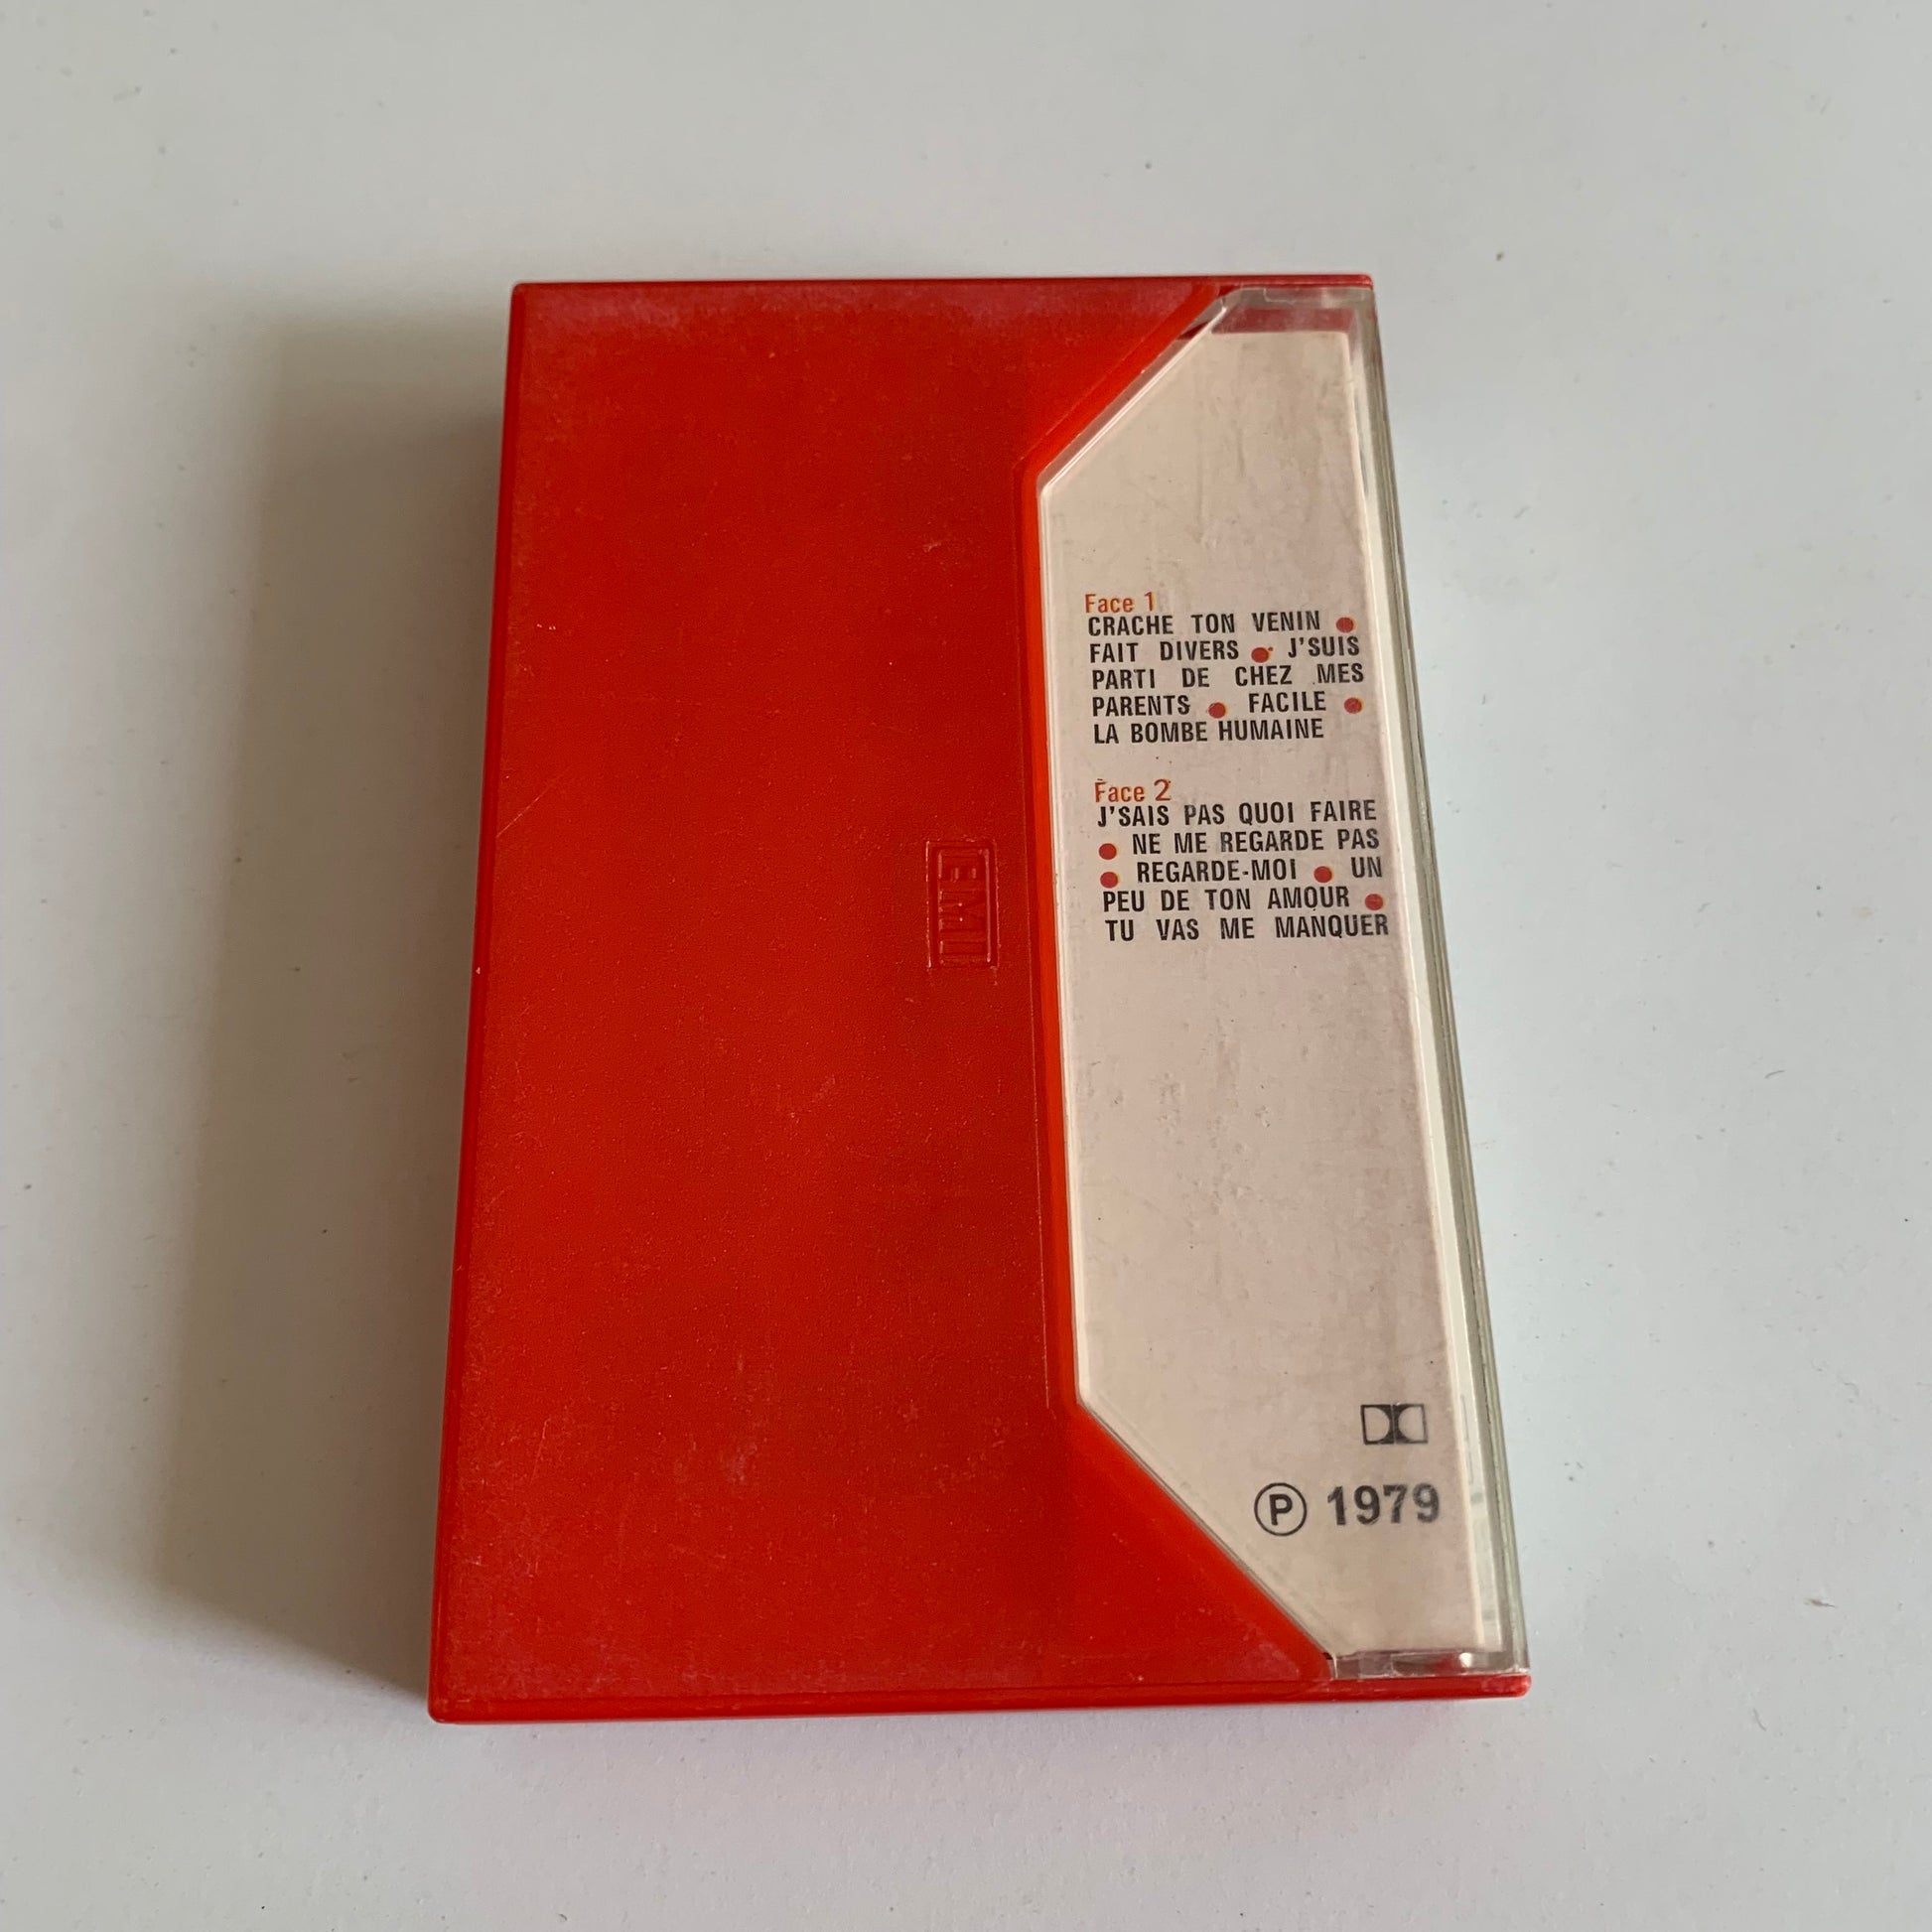 EMI
Face 1
CRACHE TON VENIN ●
FAIT DIVERS ● J'SUIS
PARTI DE CHEZ MES
PARENTS ● FACILE ●
LA BOMBE HUMAINE
Face 2
J'SAIS PAS QUOI FAIRE
● NE ME REGARDE PAS
● REGARDE-MOI ● UN
PEU DE TON AMOUR ●
TU VAS ME MANQUER
Ⓟ 1979